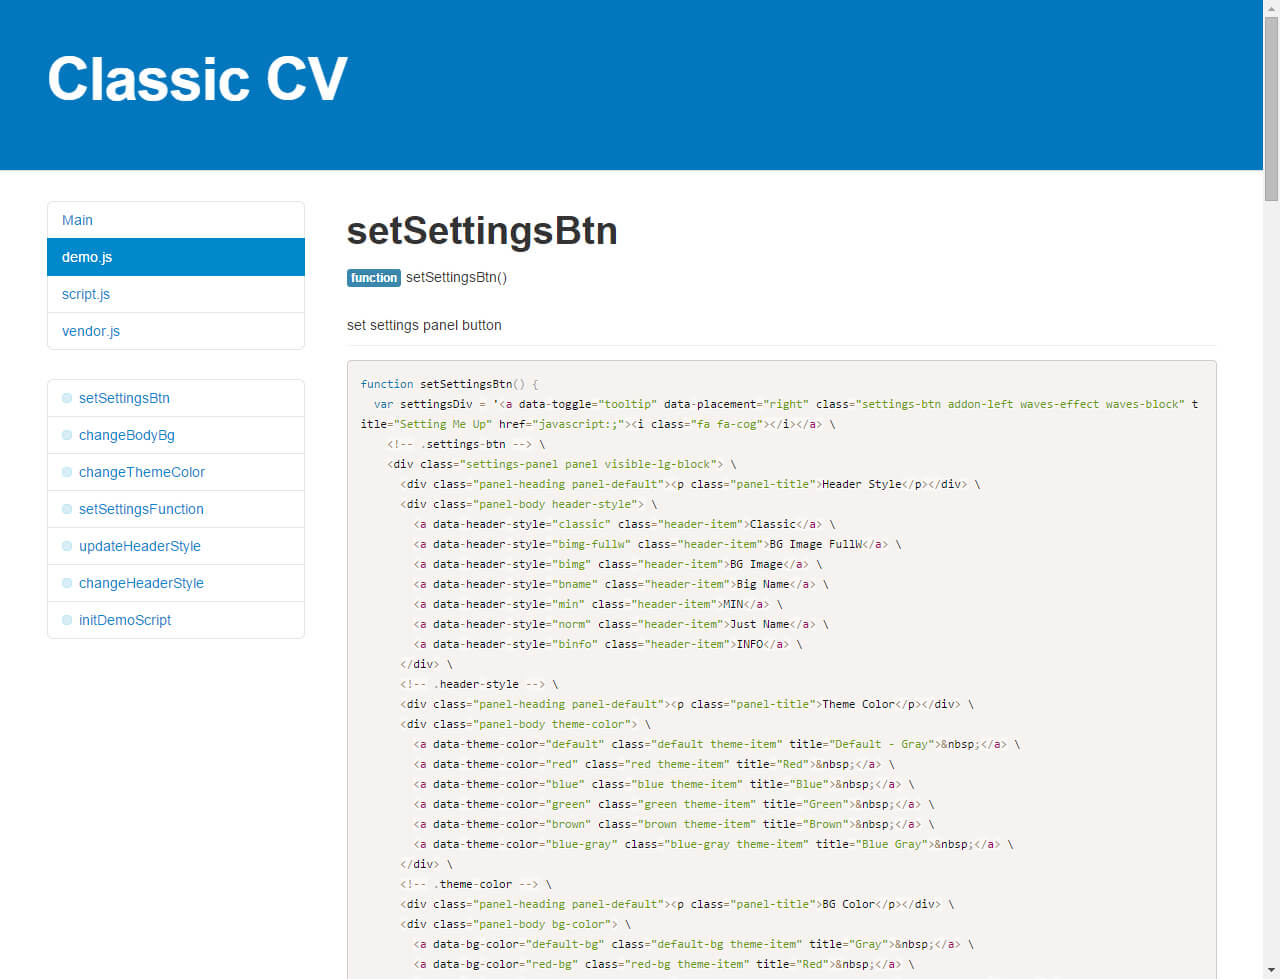 Classic CV
Main
demo.js
script.js
vendor.js
setSettingsBtn
changeBodyBg
changeThemeColor
setSettingsFunction
updateHeaderStyle
changeHeaderStyle
initDemoScript
setSettingsBtn
function setSettingsBtn()
set settings panel button
function setSettingsBtn() {
  var settingsDiv = '<a data-toggle="tooltip" data-placement="right" class="settings-btn addon-left waves-effect waves-block" t
itle="Setting Me Up" href="javascript:;"><i class="fa fa-cog"></i></a> \
    <!-- .settings-btn --> \
    <div class="settings-panel panel visible-lg-block"> \
      <div class="panel-heading panel-default"><p class="panel-title">Header Style</p></div> \
      <div class="panel-body header-style"> \
        <a data-header-style="classic" class="header-item">Classic</a> \
        <a data-header-style="bimg-fullw" class="header-item">BG Image FullW</a> \
        <a data-header-style="bimg" class="header-item">BG Image</a> \
        <a data-header-style="bname" class="header-item">Big Name</a> \
        <a data-header-style="min" class="header-item">MIN</a> \
        <a data-header-style="norm" class="header-item">Just Name</a> \
        <a data-header-style="binfo" class="header-item">INFO</a> \
      </div> \
      <!-- .header-style --> \
      <div class="panel-heading panel-default"><p class="panel-title">Theme Color</p></div> \
      <div class="panel-body theme-color"> \
        <a data-theme-color="default" class="default theme-item" title="Default - Gray">&nbsp;</a> \
        <a data-theme-color="red" class="red theme-item" title="Red">&nbsp;</a> \
        <a data-theme-color="blue" class="blue theme-item" title="Blue">&nbsp;</a> \
        <a data-theme-color="green" class="green theme-item" title="Green">&nbsp;</a> \
        <a data-theme-color="brown" class="brown theme-item" title="Brown">&nbsp;</a> \
        <a data-theme-color="blue-gray" class="blue-gray theme-item" title="Blue Gray">&nbsp;</a> \
      </div> \
      <!-- .theme-color --> \
      <div class="panel-heading panel-default"><p class="panel-title">BG Color</p></div> \
      <div class="panel-body bg-color"> \
        <a data-bg-color="default-bg" class="default-bg theme-item" title="Gray">&nbsp;</a> \
        <a data-bg-color="red-bg" class="red-bg theme-item" title="Red">&nbsp;</a> \